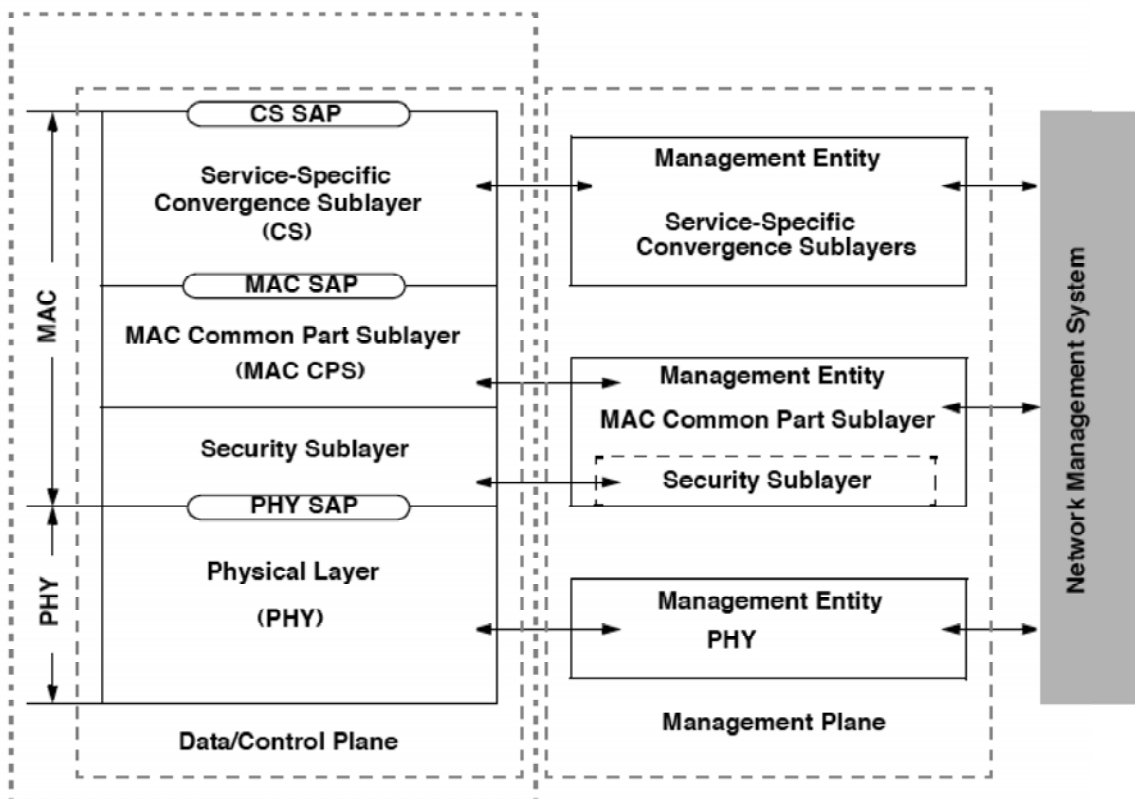 CS SAP
Service-Specific
Convergence Sublayer
(CS)
MAC SAP
MAC Common Part Sublayer
(MAC CPS)
Security Sublayer
PHY SAP
Physical Layer
(PHY)
Data/Control Plane
MAC
PHY
Management Entity
Service-Specific
Convergence Sublayers
Management Entity
MAC Common Part Sublayer
Security Sublayer
Management Entity
PHY
Management Plane
Network Management System